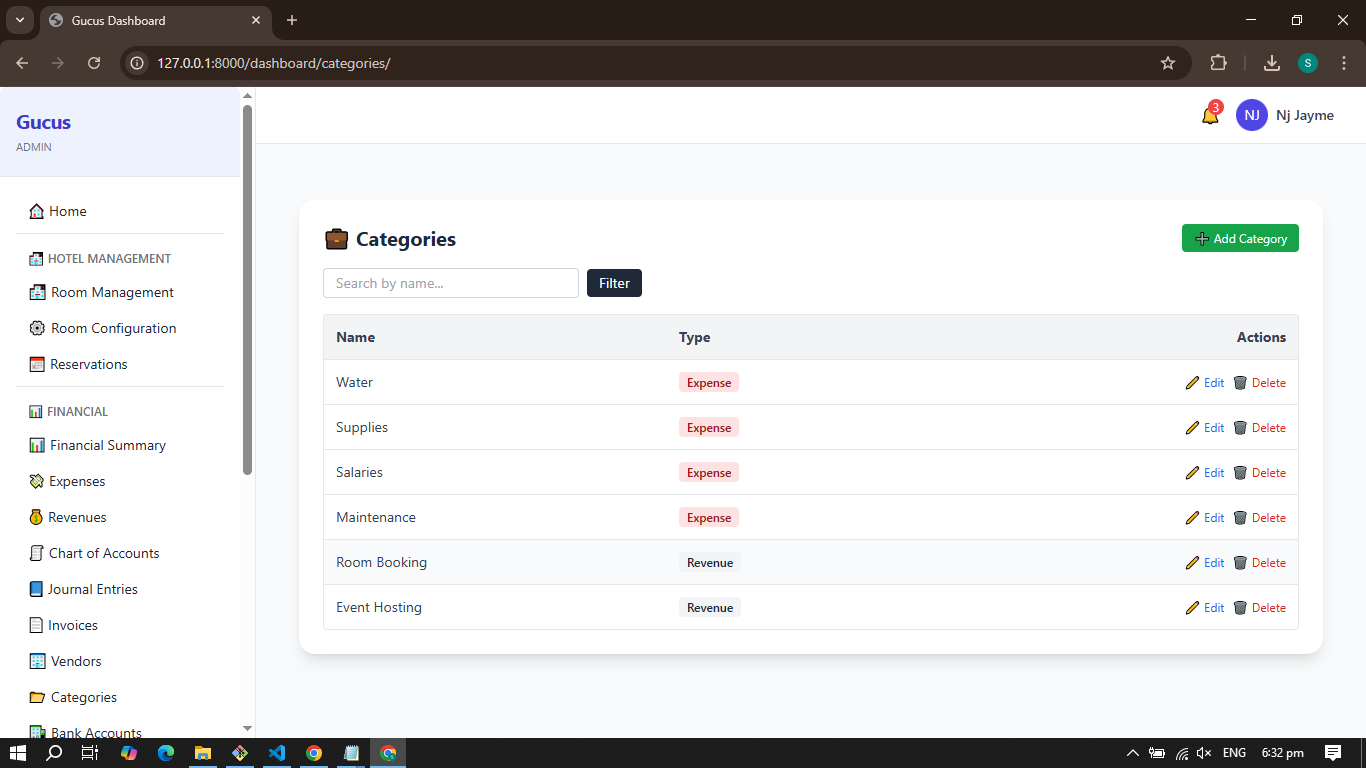 Gucus Dashboard
127.0.0.1:8000/dashboard/categories/
S
Gucus
ADMIN
3
NJ
Nj Jayme
Home
HOTEL MANAGEMENT
Room Management
Room Configuration
Reservations
FINANCIAL
Financial Summary
Expenses
Revenues
Chart of Accounts
Journal Entries
Invoices
Vendors
Categories
Bank Accounts
Categories
Add Category
Search by name...
Filter
Name Type Actions
Water Expense Edit Delete
Supplies Expense Edit Delete
Salaries Expense Edit Delete
Maintenance Expense Edit Delete
Room Booking Revenue Edit Delete
Event Hosting Revenue Edit Delete
ENG
6:32 pm